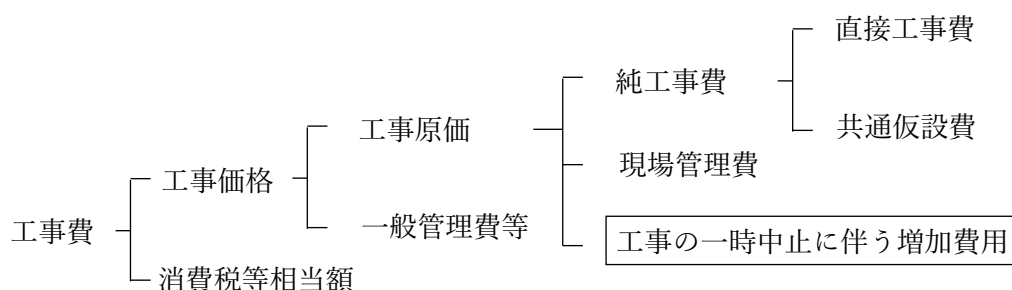 直接工事費
純工事費
共通仮設費
工事原価
現場管理費
工事価格
工事費
一般管理費等
工事の一時中止に伴う増加費用
消費税等相当額